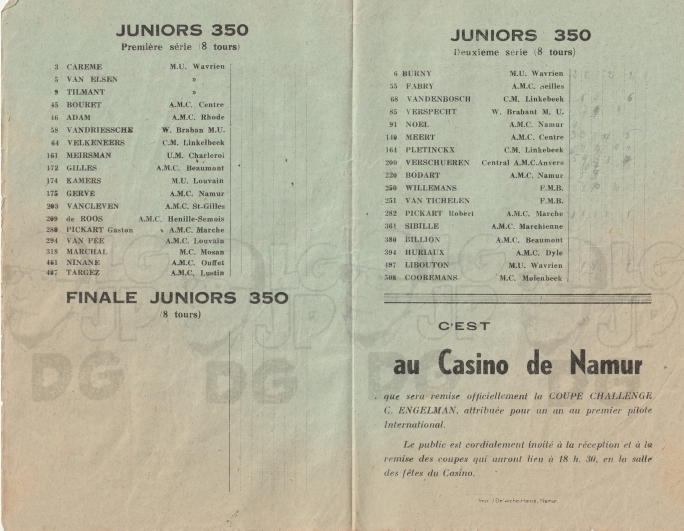 JUNIORS 350
Première série (8 tours)
3 CAREME M.U. Wavrien
5 VAN ELSEN »
9 TILMANT »
45 BOURET A.M.C. Centre
46 ADAM A.M.C. Rhode
58 VANDRIESSCHE W. Braban M.U.
64 VELKENEERS C.M. Linkelbeek
161 MEIRSMAN U.M. Charleroi
172 GILLES A.M.C. Beaumont
174 KAMERS M.U. Louvain
175 GERVE A.M.C. Namur
203 VANCLEVEN A.M.C. St-Gilles
209 de ROOS A.M.C. Henille-Semois
280 PICKART Gaston » A.M.C. Marche
294 VAN PÉE A.M.C. Louvain
318 MARCHAL M.C. Mosan
461 NINANE A.M.C. Ouffet
467 TARGEZ A.M.C. Lustin
FINALE JUNIORS 350
(8 tours)
JUNIORS 350
Deuxième série (8 tours)
6 BURNY M.U. Wavrien
55 FABRY A.M.C. Seilles
68 VANDENBOSCH C.M. Linkebeek
85 VERSPECHT W. Brabant M. U.
91 NOEL A.M.C. Namur
140 MEERT A.M.C. Centre
164 PLETINCKX C.M. Linkebeek
200 VERSCHUEREN Central A.M.C.Anvers
220 BODART A.M.C. Namur
250 WILLEMANS F.M.B.
251 VAN TICHELEN F.M.B.
282 PICKART Robert A.M.C. Marche
361 SIBILLE A.M.C. Marchienne
380 BILLION A.M.C. Beaumont
394 HURIAUX A.M.C. Dyle
497 LIBOUTON M.U. Wavrien
508 COOREMANS M.C. Molenbeek
C'EST
au Casino de Namur
que sera remise officiellement la COUPE CHALLENGE
C. ENGELMAN, attribuée pour un an au premier pilote
International.
Le public est cordialement invité à la réception et à la
remise des coupes qui auront lieu à 18 h. 30, en la salle
des fêtes du Casino.
JP
DG
JP
DG